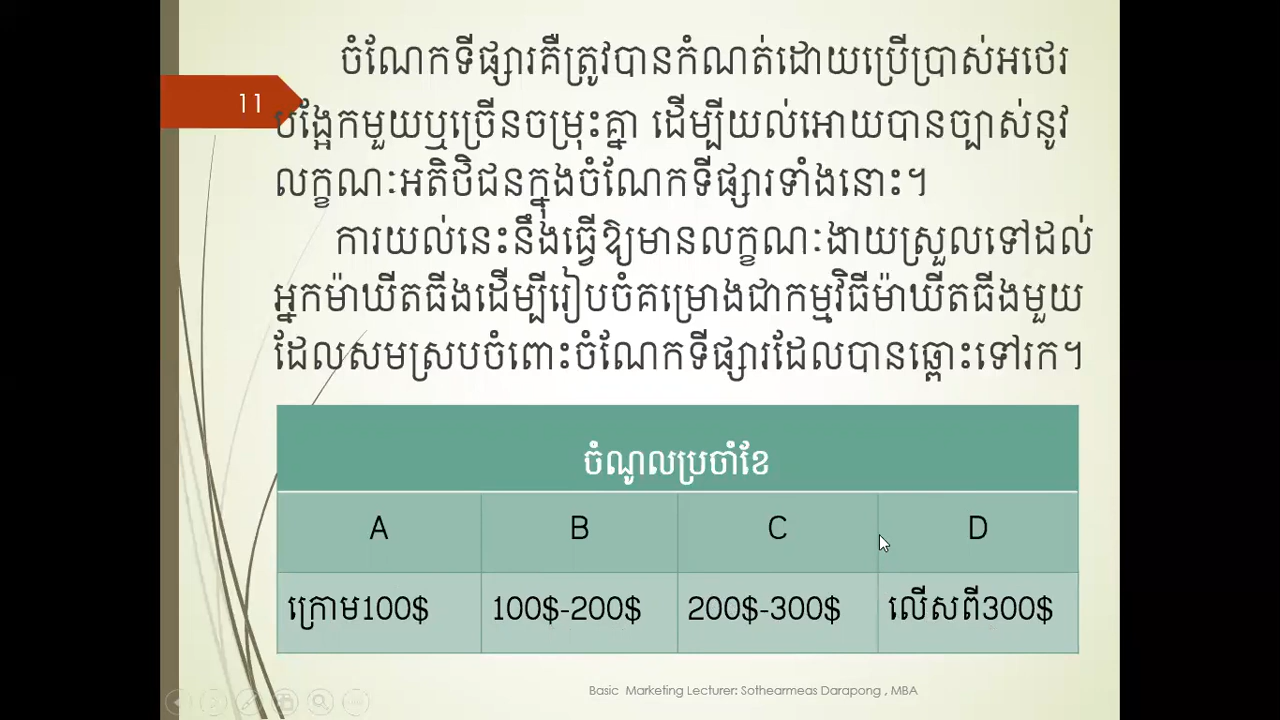 ចំណែកទីផ្សារគឺត្រូវបានកំណត់ដោយប្រើប្រាស់អថេរ
11
បង្អែកមួយឬច្រើនចម្រុះគ្នា ដើម្បីយល់អោយបានច្បាស់នូវ
លក្ខណៈអតិថិជនក្នុងចំណែកទីផ្សារទាំងនោះ។
ការយល់នេះនឹងធ្វើឱ្យមានលក្ខណៈងាយស្រួលទៅដល់
អ្នកម៉ាឃីតធីងដើម្បីរៀបចំគម្រោងជាកម្មវិធីម៉ាឃីតធីងមួយ
ដែលសមស្របចំពោះចំណែកទីផ្សារដែលបានឆ្ពោះទៅរក។
ចំណូលប្រចាំខែ
A B C D
ក្រោម100$ 100$-200$ 200$-300$ លើសពី300$
Basic Marketing Lecturer: Sothearmeas Darapong , MBA